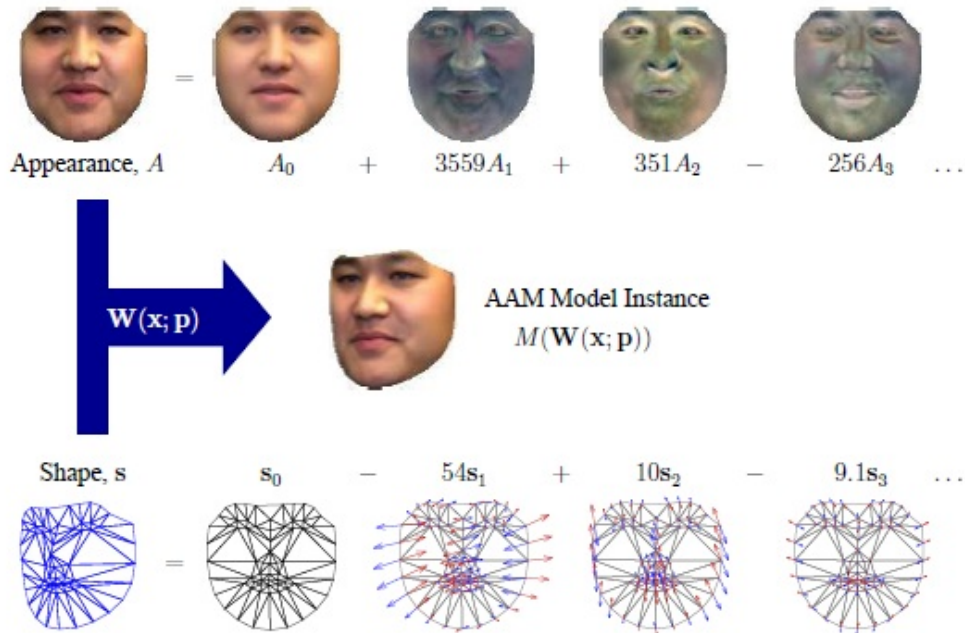 =
Appearance, A A₀ + 3559A₁ + 351A₂ − 256A₃ ...
W(x; p)
AAM Model Instance
M(W(x; p))
Shape, s s₀ − 54s₁ + 10s₂ − 9.1s₃ ...
=